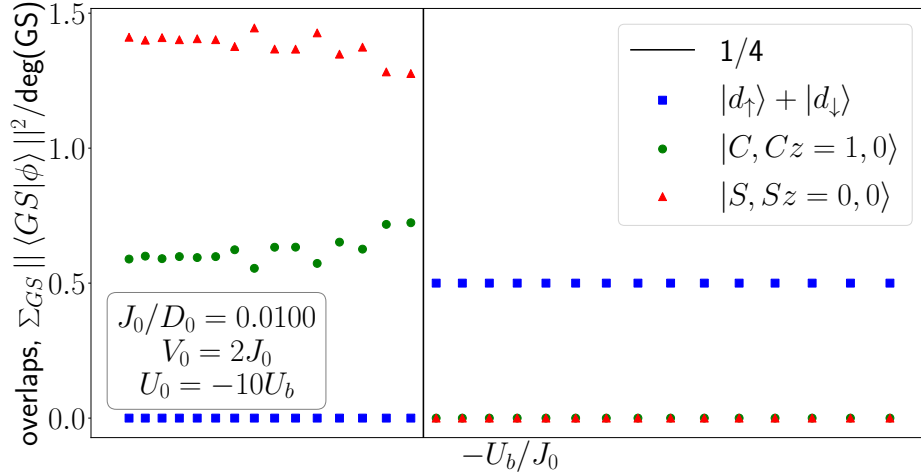 overlaps, Σ_GS || ⟨GS|ϕ⟩ ||²/deg(GS)
1.5
1.0
0.5
0.0
1/4
|d↑⟩ + |d↓⟩
|C, Cz = 1, 0⟩
|S, Sz = 0, 0⟩
J₀/D₀ = 0.0100
V₀ = 2J₀
U₀ = −10U_b
−U_b/J₀